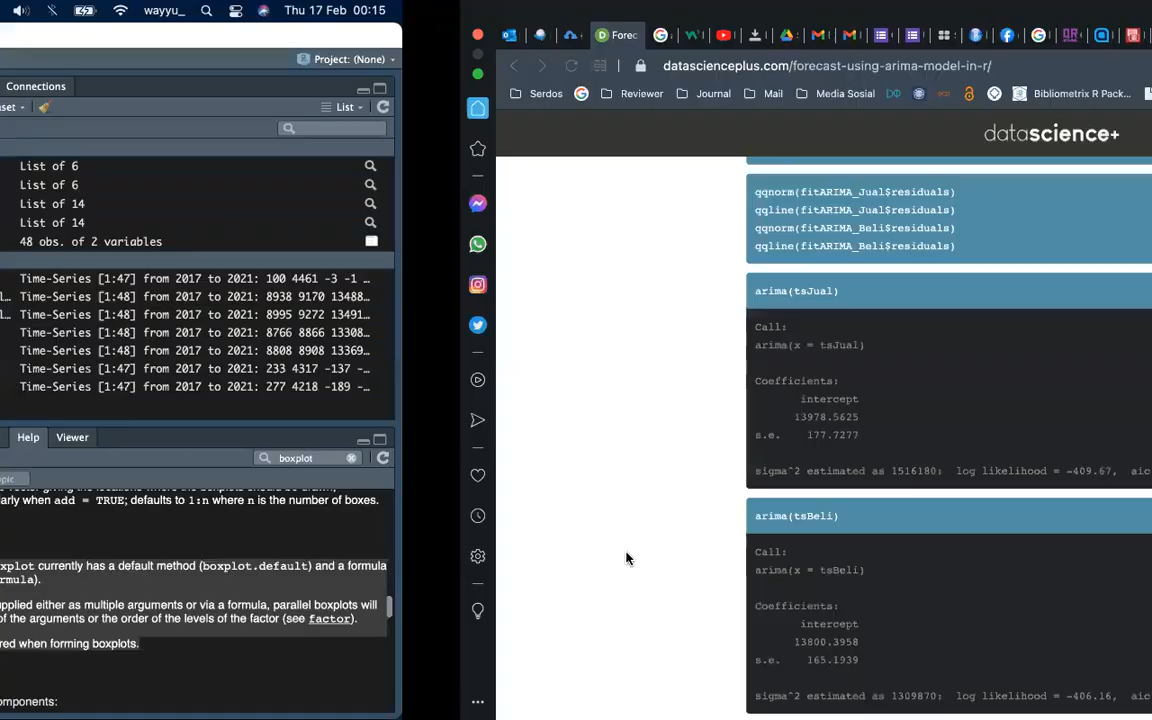 wayyu_ Thu 17 Feb 00:15
Project: (None)
Connections
List
List of 6
List of 6
List of 14
List of 14
48 obs. of 2 variables
Time-Series [1:47] from 2017 to 2021: 100 4461 -3 -1 …
Time-Series [1:48] from 2017 to 2021: 8938 9170 13488…
Time-Series [1:48] from 2017 to 2021: 8995 9272 13491…
Time-Series [1:48] from 2017 to 2021: 8766 8866 13308…
Time-Series [1:48] from 2017 to 2021: 8808 8908 13369…
Time-Series [1:47] from 2017 to 2021: 233 4317 -137 -…
Time-Series [1:47] from 2017 to 2021: 277 4218 -189 -…
Help Viewer
boxplot
arly when add = TRUE; defaults to 1:n where n is the number of boxes.
xplot currently has a default method (boxplot.default) and a formula
rmula).
upplied either as multiple arguments or via a formula, parallel boxplots will
of the arguments or the order of the levels of the factor (see factor).
red when forming boxplots.
omponents:
Forec
datascienceplus.com/forecast-using-arima-model-in-r/
Serdos Reviewer Journal Mail Media Sosial Bibliometrix R Pack...
datascience+
qqnorm(fitARIMA_Jual$residuals)
qqline(fitARIMA_Jual$residuals)
qqnorm(fitARIMA_Beli$residuals)
qqline(fitARIMA_Beli$residuals)
arima(tsJual)
Call:
arima(x = tsJual)
Coefficients:
intercept
13978.5625
s.e. 177.7277
sigma^2 estimated as 1516180: log likelihood = -409.67, aic
arima(tsBeli)
Call:
arima(x = tsBeli)
Coefficients:
intercept
13800.3958
s.e. 165.1939
sigma^2 estimated as 1309870: log likelihood = -406.16, aic